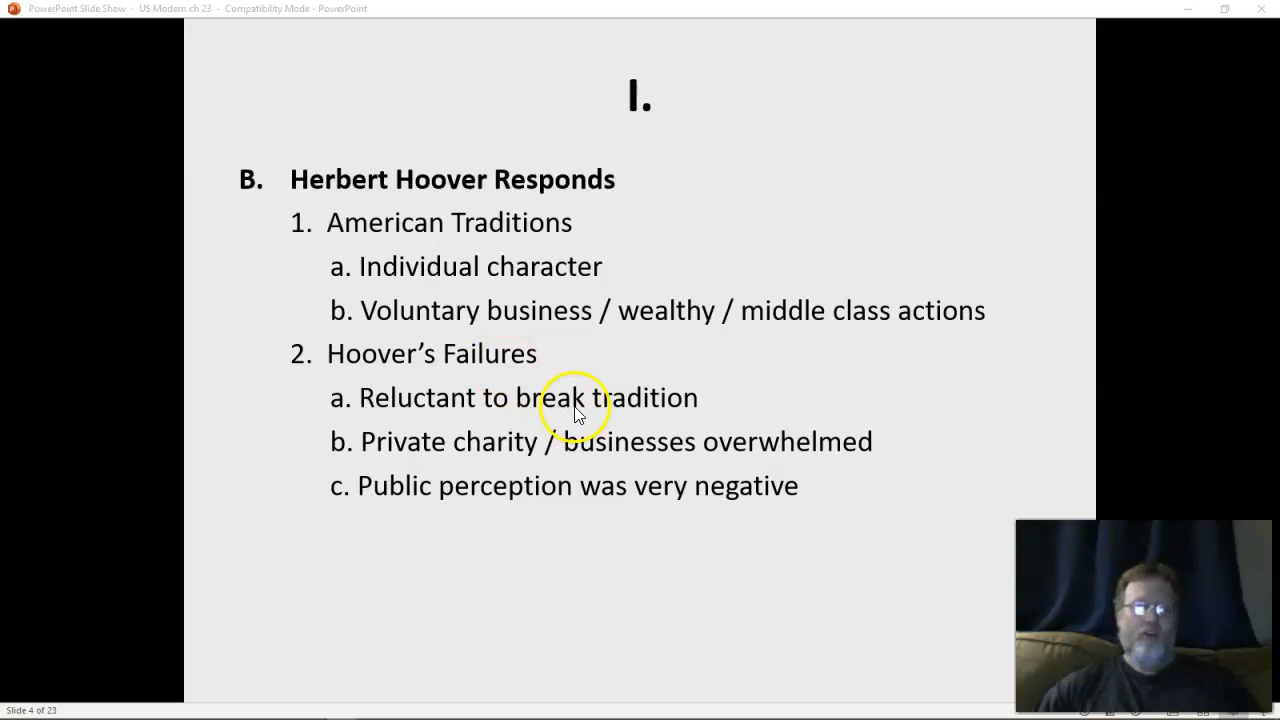 PowerPoint Slide Show - US Modern ch 23 - Compatibility Mode - PowerPoint
I.
B. Herbert Hoover Responds
1. American Traditions
a. Individual character
b. Voluntary business / wealthy / middle class actions
2. Hoover’s Failures
a. Reluctant to break tradition
b. Private charity / businesses overwhelmed
c. Public perception was very negative
Slide 4 of 23